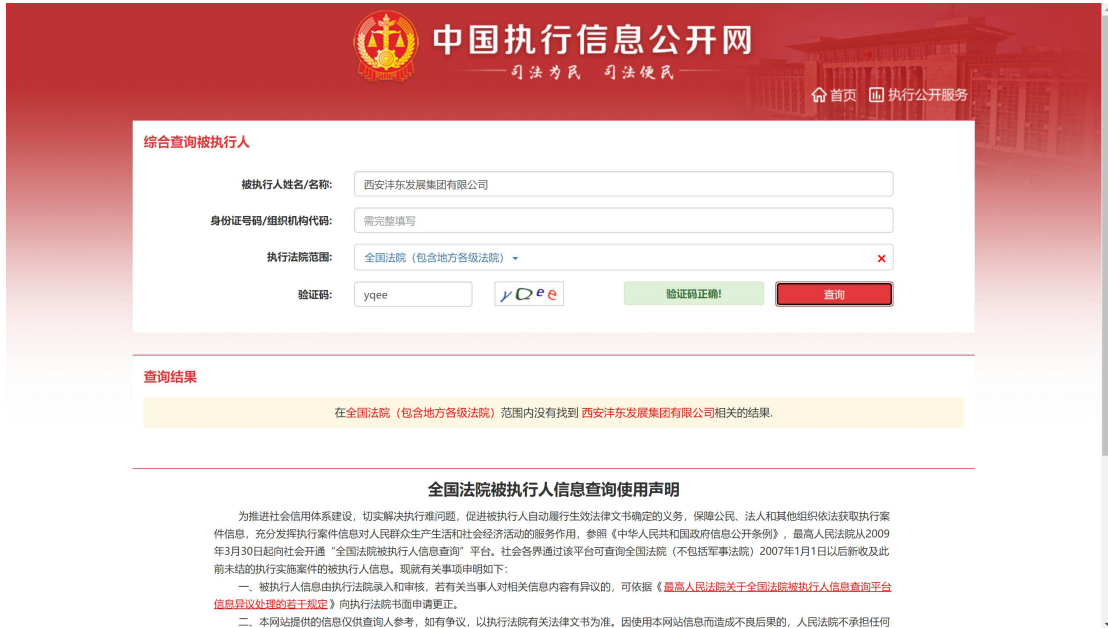 中国执行信息公开网
司法为民 司法便民
首页 执行公开服务
综合查询被执行人
被执行人姓名/名称: 西安沣东发展集团有限公司
身份证号码/组织机构代码: 需完整填写
执行法院范围: 全国法院（包含地方各级法院）
验证码: yqee yQee 验证码正确! 查询
查询结果
在全国法院（包含地方各级法院）范围内没有找到 西安沣东发展集团有限公司相关的结果.
全国法院被执行人信息查询使用声明
为推进社会信用体系建设，切实解决执行难问题，促进被执行人自动履行生效法律文书确定的义务，保障公民、法人和其他组织依法获取执行案
件信息，充分发挥执行案件信息对人民群众生产生活和社会经济活动的服务作用，参照《中华人民共和国政府信息公开条例》，最高人民法院从2009
年3月30日起向社会开通“全国法院被执行人信息查询”平台。社会各界通过该平台可查询全国法院（不包括军事法院）2007年1月1日以后新收及此
前未结的执行实施案件的被执行人信息。现就有关事项申明如下：
一、被执行人信息由执行法院录入和审核，若有关当事人对相关信息内容有异议的，可依据《最高人民法院关于全国法院被执行人信息查询平台
信息异议处理的若干规定》向执行法院书面申请更正。
二、本网站提供的信息仅供查询人参考，如有争议，以执行法院有关法律文书为准。因使用本网站信息而造成不良后果的，人民法院不承担任何